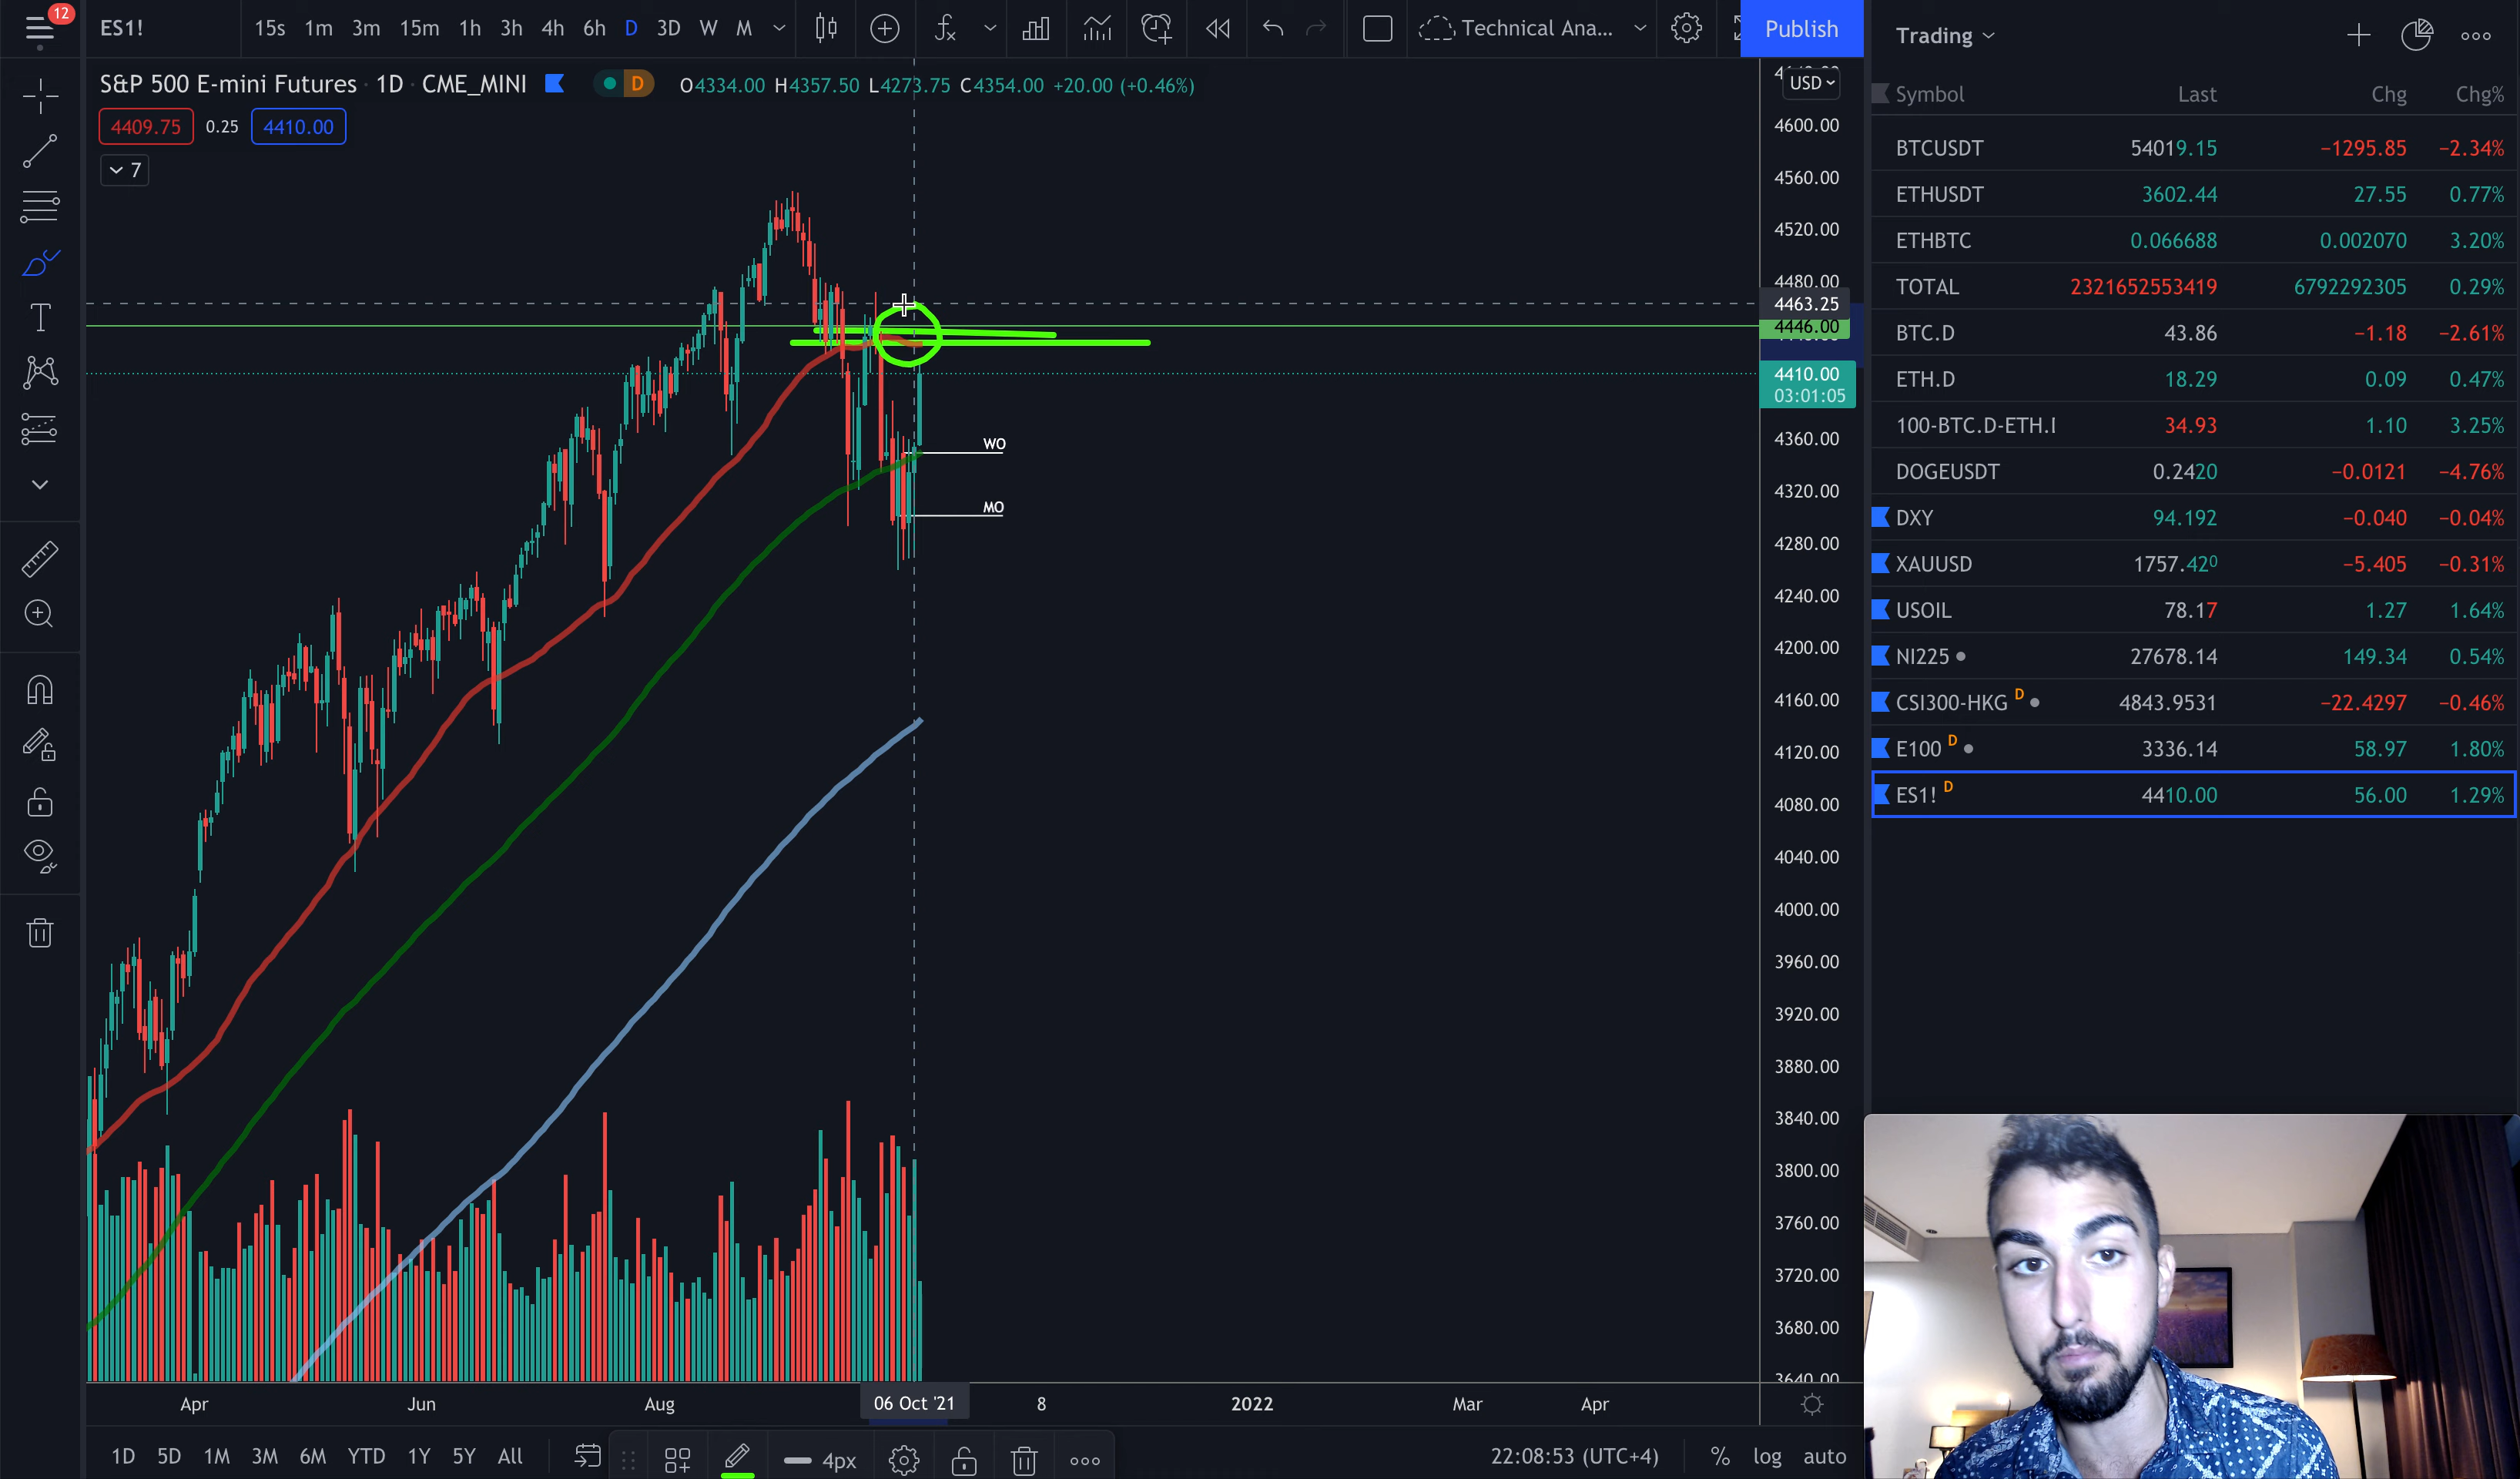 12
ES1!
15s 1m 3m 15m 1h 3h 4h 6h D 3D W M
Technical Ana...
Publish
S&P 500 E-mini Futures · 1D · CME_MINI
D
O4334.00 H4357.50 L4273.75 C4354.00 +20.00 (+0.46%)
4409.75 0.25 4410.00
7
USD
4600.00
4560.00
4520.00
4480.00
4463.25
4446.00
4410.00
03:01:05
4360.00
4320.00
4280.00
4240.00
4200.00
4160.00
4120.00
4080.00
4040.00
4000.00
3960.00
3920.00
3880.00
3840.00
3800.00
3760.00
3720.00
3680.00
3640.00
WO
MO
Apr Jun Aug 06 Oct '21 8 2022 Mar Apr
1D 5D 1M 3M 6M YTD 1Y 5Y All
4px
22:08:53 (UTC+4) % log auto
Trading
Symbol Last Chg Chg%
BTCUSDT 54019.15 −1295.85 −2.34%
ETHUSDT 3602.44 27.55 0.77%
ETHBTC 0.066688 0.002070 3.20%
TOTAL 2321652553419 6792292305 0.29%
BTC.D 43.86 −1.18 −2.61%
ETH.D 18.29 0.09 0.47%
100-BTC.D-ETH.I 34.93 1.10 3.25%
DOGEUSDT 0.2420 −0.0121 −4.76%
DXY 94.192 −0.040 −0.04%
XAUUSD 1757.420 −5.405 −0.31%
USOIL 78.17 1.27 1.64%
NI225 27678.14 149.34 0.54%
CSI300-HKG D 4843.9531 −22.4297 −0.46%
E100 D 3336.14 58.97 1.80%
ES1! D 4410.00 56.00 1.29%